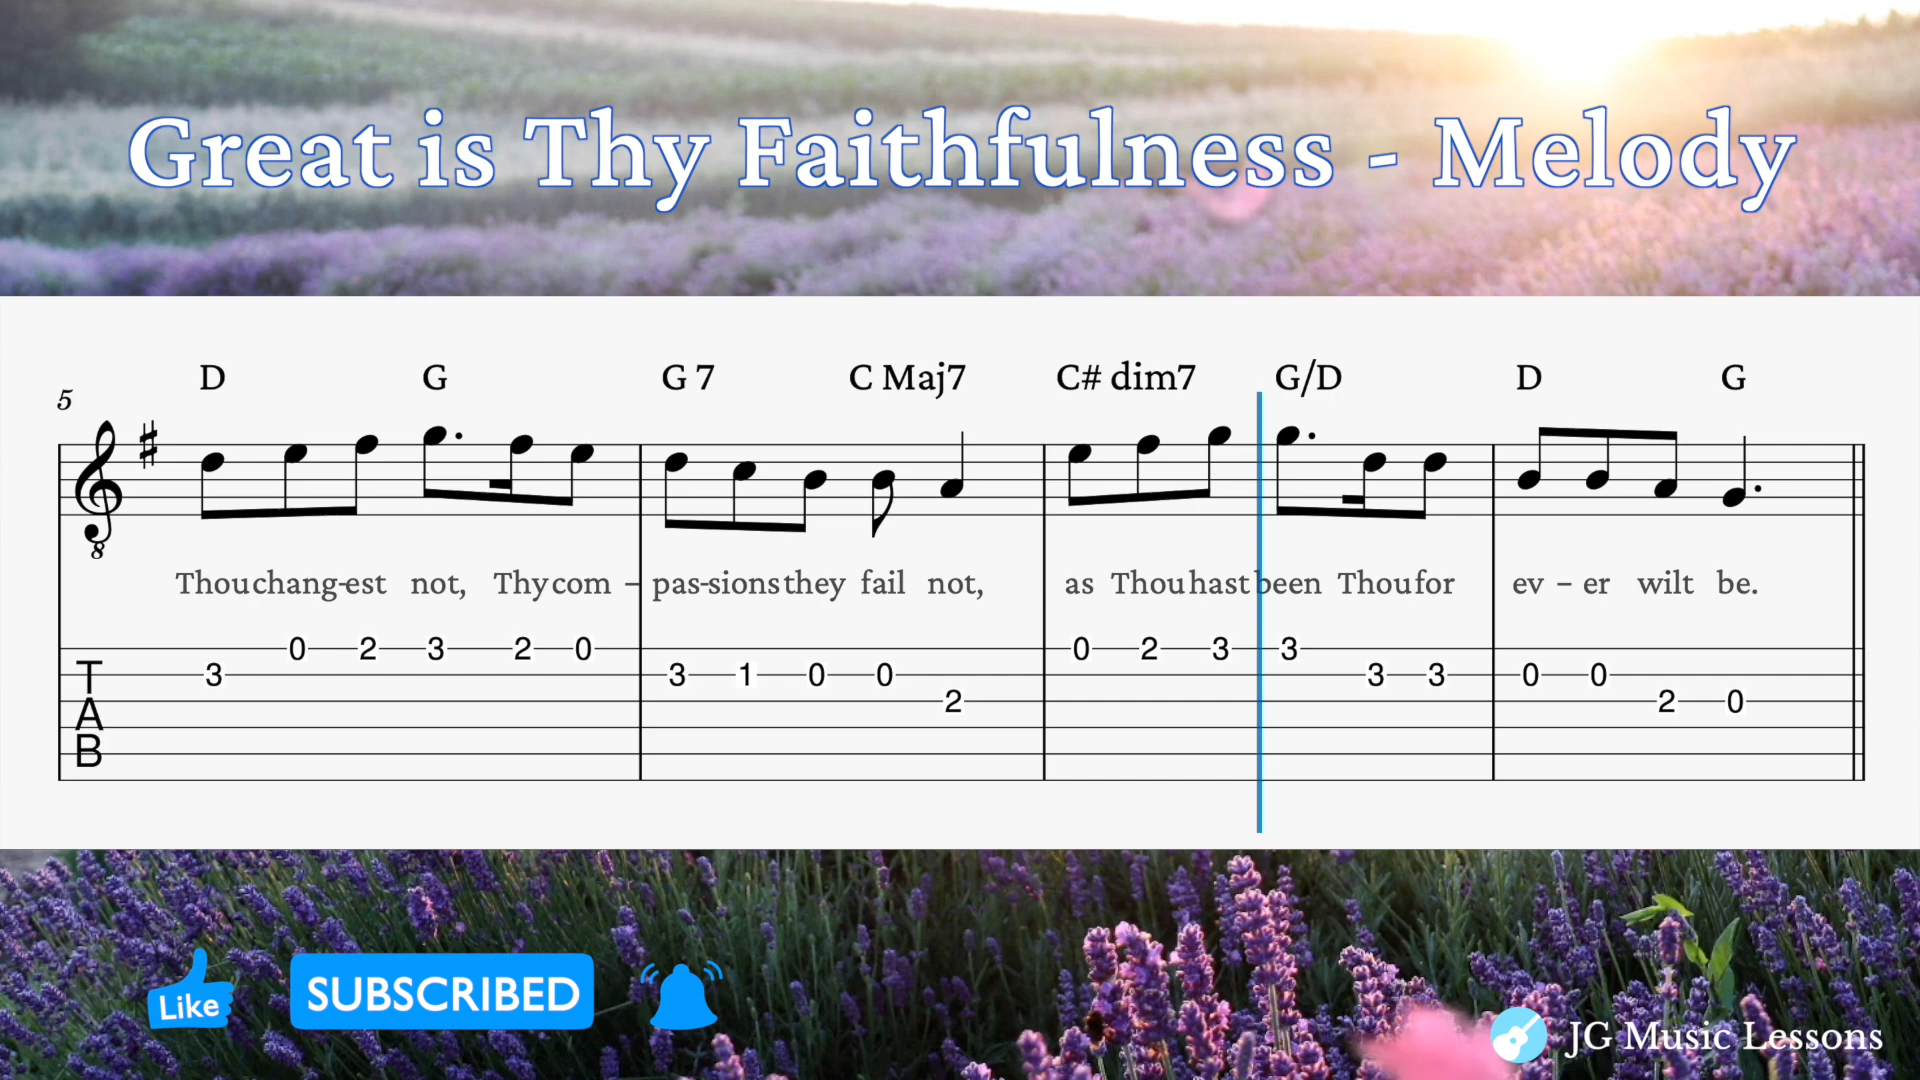 Great is Thy Faithfulness - Melody
D G G 7 C Maj7 C# dim7 G/D D G
5
8
Thou chang-est not, Thy com - pas-sions they fail not, as Thou hast been Thou for ev - er wilt be.
0 2 3 2 0 0 2 3 3
3 3 1 0 0 3 3 0 0
2 2 0
TAB
Like SUBSCRIBED
JG Music Lessons